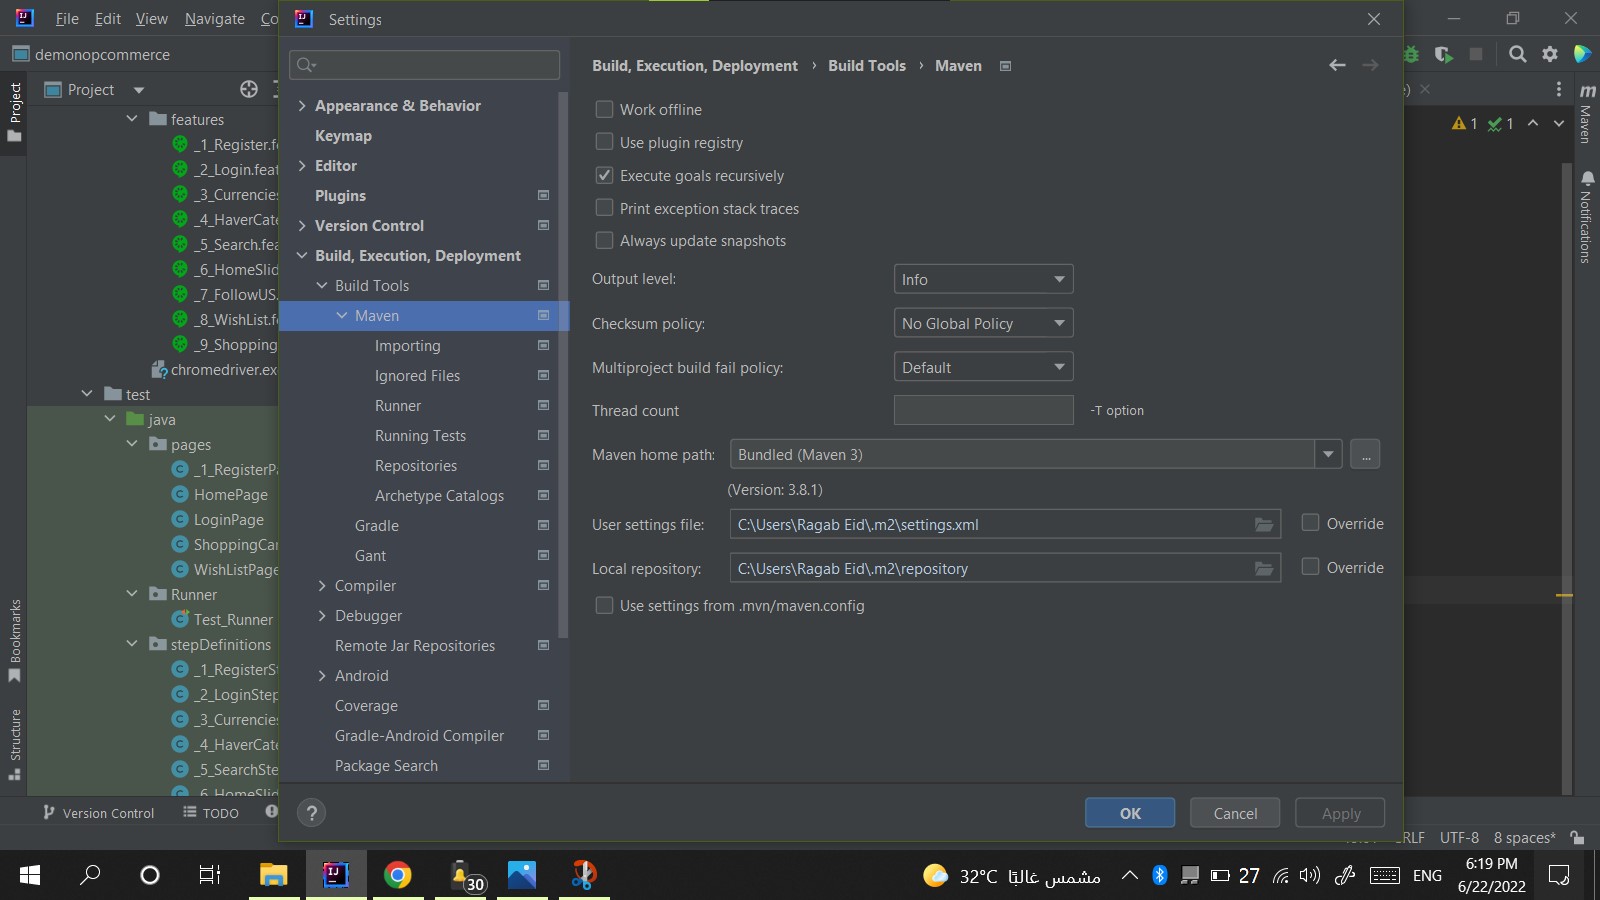 File Edit View Navigate Co
Settings
demonopcommerce
Build, Execution, Deployment › Build Tools › Maven
Project
Project
features
_1_Register.f
_2_Login.feat
_3_Currencies
_4_HaverCate
_5_Search.fea
_6_HomeSlid
_7_FollowUS.
_8_WishList.f
_9_Shopping
chromedriver.ex
test
java
pages
_1_RegisterPa
HomePage
LoginPage
ShoppingCar
WishListPage
Runner
Test_Runner
stepDefinitions
_1_RegisterSt
_2_LoginStep
_3_Currencies
_4_HaverCate
_5_SearchSte
_6_HomeSlid
Bookmarks
Structure
Appearance & Behavior
Keymap
Editor
Plugins
Version Control
Build, Execution, Deployment
Build Tools
Maven
Importing
Ignored Files
Runner
Running Tests
Repositories
Archetype Catalogs
Gradle
Gant
Compiler
Debugger
Remote Jar Repositories
Android
Coverage
Gradle-Android Compiler
Package Search
Work offline
Use plugin registry
Execute goals recursively
Print exception stack traces
Always update snapshots
Output level: Info
Checksum policy: No Global Policy
Multiproject build fail policy: Default
Thread count -T option
Maven home path: Bundled (Maven 3) ...
(Version: 3.8.1)
User settings file: C:\Users\Ragab Eid\.m2\settings.xml Override
Local repository: C:\Users\Ragab Eid\.m2\repository Override
Use settings from .mvn/maven.config
? OK Cancel Apply
e)
1 1
m Maven
Notifications
Version Control TODO
RLF UTF-8 8 spaces*
30
32°C مشمس غالبًا
27
ENG
6:19 PM
6/22/2022